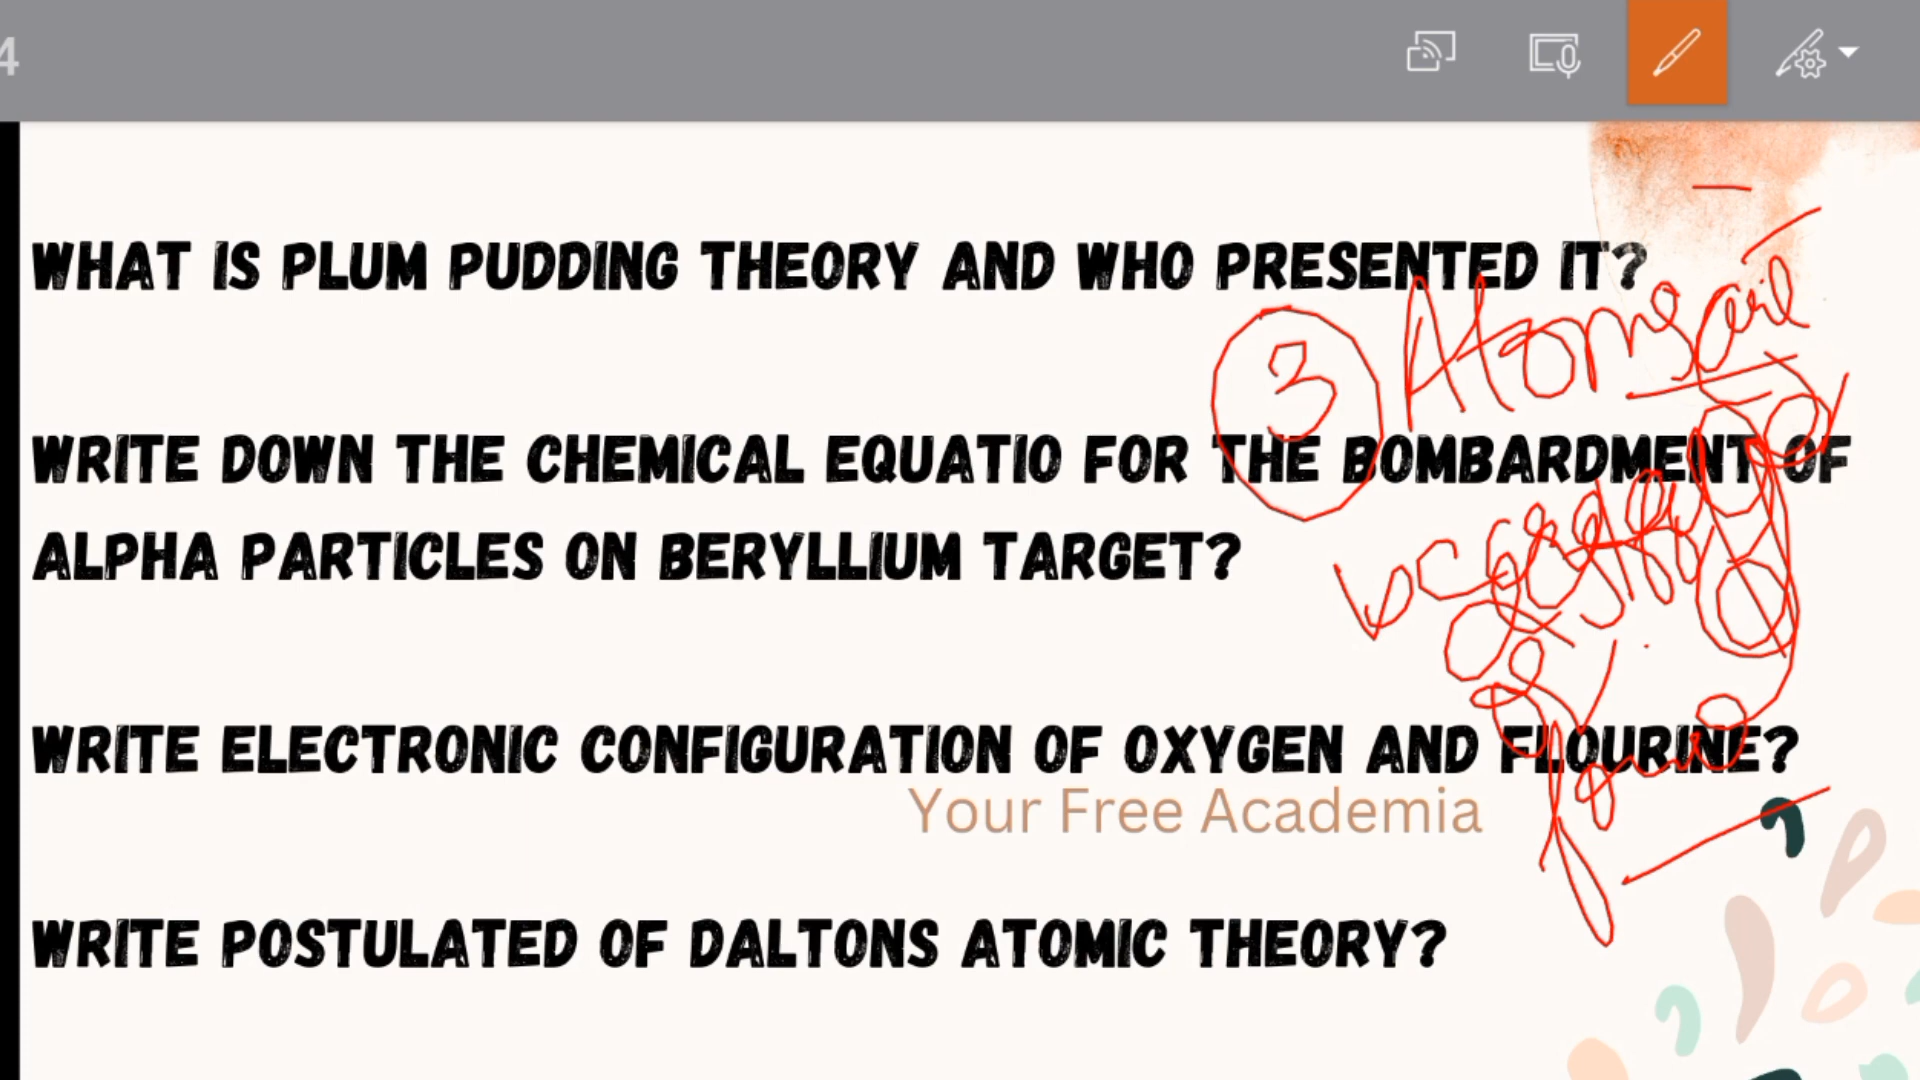 4
WHAT IS PLUM PUDDING THEORY AND WHO PRESENTED IT?
3 Atoms
WRITE DOWN THE CHEMICAL EQUATIO FOR THE BOMBARDMENT OF
ALPHA PARTICLES ON BERYLLIUM TARGET?
WRITE ELECTRONIC CONFIGURATION OF OXYGEN AND FLOURINE?
Your Free Academia
WRITE POSTULATED OF DALTONS ATOMIC THEORY?